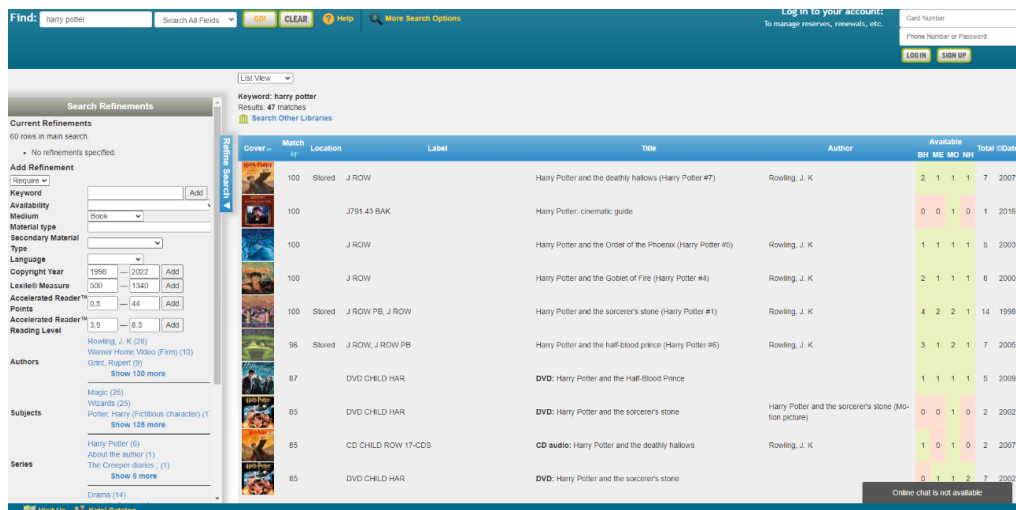 Find: harry potter Search All Fields GO! CLEAR Help More Search Options
Log in to your account:
To manage reserves, renewals, etc.
Card Number
Phone Number or Password
LOG IN SIGN UP
List View
Keyword: harry potter
Results: 47 matches
Search Other Libraries
Search Refinements
Current Refinements
60 rows in main search.
No refinements specified.
Add Refinement
Require
Keyword Add
Availability
Medium Book
Material type
Secondary Material
Type
Language
Copyright Year 1998 — 2022 Add
Lexile® Measure 500 — 1340 Add
Accelerated Reader™
Points 0,5 — 44 Add
Accelerated Reader™
Reading Level 3,9 — 8,3 Add
Authors
Rowling, J. K (28)
Warner Home Video (Firm) (10)
Grint, Rupert (9)
Show 130 more
Subjects
Magic (25)
Wizards (25)
Potter, Harry (Fictitious character) (1
Show 135 more
Series
Harry Potter (6)
About the author (1)
The Creeper diaries ; (1)
Show 5 more
Drama (14)
Refine Search
Cover Match Location Label Title Author Available Total ©Date
BH ME MO NH
100 Stored J ROW Harry Potter and the deathly hallows (Harry Potter #7) Rowling, J. K 2 1 1 1 7 2007
100 J791.43 BAK Harry Potter: cinematic guide 0 0 1 0 1 2016
100 J ROW Harry Potter and the Order of the Phoenix (Harry Potter #5) Rowling, J. K 1 1 1 1 5 2003
100 J ROW Harry Potter and the Goblet of Fire (Harry Potter #4) Rowling, J. K 2 1 1 1 6 2000
100 Stored J ROW PB, J ROW Harry Potter and the sorcerer's stone (Harry Potter #1) Rowling, J. K 4 2 2 1 14 1998
96 Stored J ROW, J ROW PB Harry Potter and the half-blood prince (Harry Potter #6) Rowling, J. K 3 1 2 1 7 2005
87 DVD CHILD HAR DVD: Harry Potter and the Half-Blood Prince 1 1 1 1 5 2009
85 DVD CHILD HAR DVD: Harry Potter and the sorcerer's stone Harry Potter and the sorcerer's stone (Mo-
tion picture) 0 0 1 0 2 2002
85 CD CHILD ROW 17-CDS CD audio: Harry Potter and the deathly hallows Rowling, J. K 1 0 1 0 2 2007
85 DVD CHILD HAR DVD: Harry Potter and the sorcerer's stone 0 1 1 2 7 2002
Online chat is not available
Visit Us Kids' Catalog